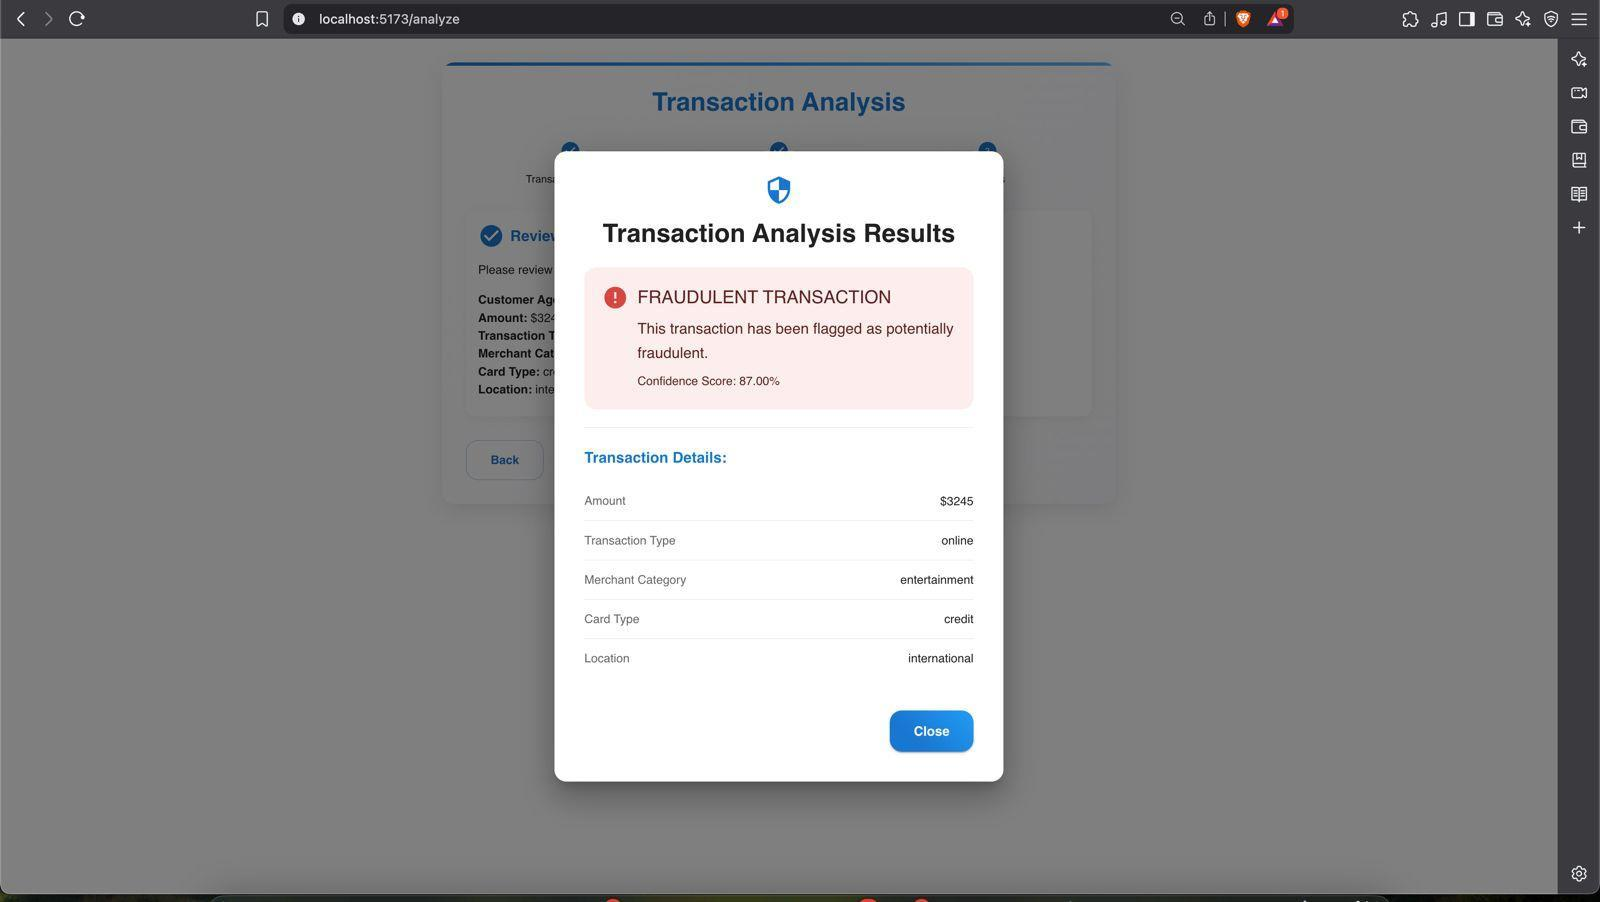 localhost:5173/analyze
1
Transaction Analysis
Transaction Analysis Results
Review
Please review
Customer Age
Amount: $324
Transaction T
Merchant Cat
Card Type: cr
Location: inte
Back
FRAUDULENT TRANSACTION
This transaction has been flagged as potentially
fraudulent.
Confidence Score: 87.00%
Transaction Details:
Amount $3245
Transaction Type online
Merchant Category entertainment
Card Type credit
Location international
Close